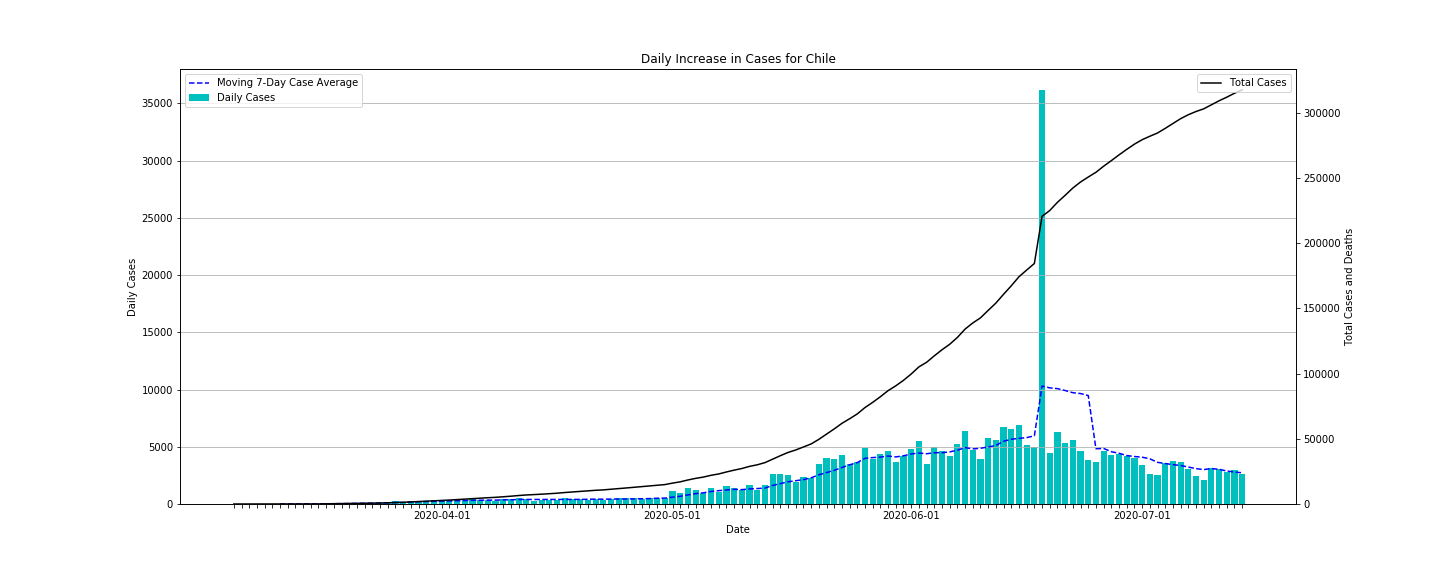 Daily Increase in Cases for Chile
Moving 7-Day Case Average
Daily Cases
Total Cases
35000
30000
25000
20000
15000
10000
5000
0
Daily Cases
300000
250000
200000
150000
100000
50000
0
Total Cases and Deaths
2020-04-01
2020-05-01
2020-06-01
2020-07-01
Date